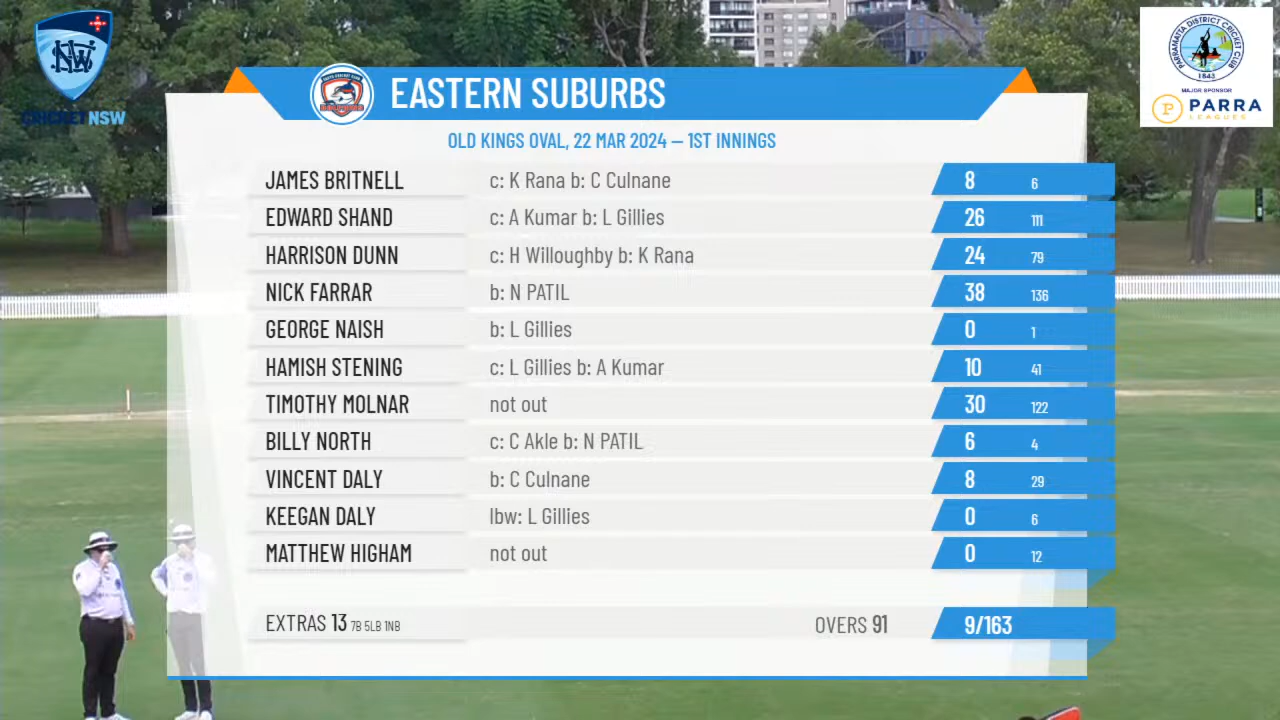 CRICKET NSW
PARRAMATTA DISTRICT CRICKET CLUB
1843
MAJOR SPONSOR
PARRA
LEAGUES
EASTERN SUBURBS
OLD KINGS OVAL, 22 MAR 2024 – 1ST INNINGS
JAMES BRITNELL c: K Rana b: C Culnane 8 6
EDWARD SHAND c: A Kumar b: L Gillies 26 111
HARRISON DUNN c: H Willoughby b: K Rana 24 79
NICK FARRAR b: N PATIL 38 136
GEORGE NAISH b: L Gillies 0 1
HAMISH STENING c: L Gillies b: A Kumar 10 41
TIMOTHY MOLNAR not out 30 122
BILLY NORTH c: C Akle b: N PATIL 6 4
VINCENT DALY b: C Culnane 8 29
KEEGAN DALY lbw: L Gillies 0 6
MATTHEW HIGHAM not out 0 12
EXTRAS 13 7B 5LB 1NB OVERS 91 9/163